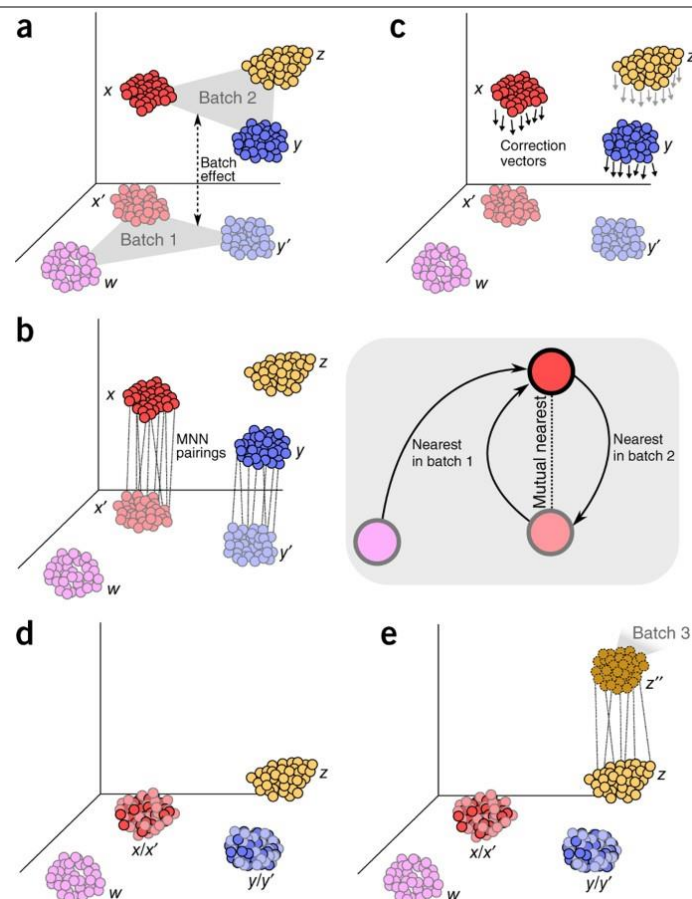 a
x
z
Batch 2
y
Batch
effect
x′
Batch 1
y′
w
c
x
z
y
Correction
vectors
x′
y′
w
b
x
z
MNN
pairings
y
x′
y′
w
Nearest
in batch 1
Mutual nearest
Nearest
in batch 2
d
z
x/x′
y/y′
w
e
Batch 3
z″
z
x/x′
y/y′
w